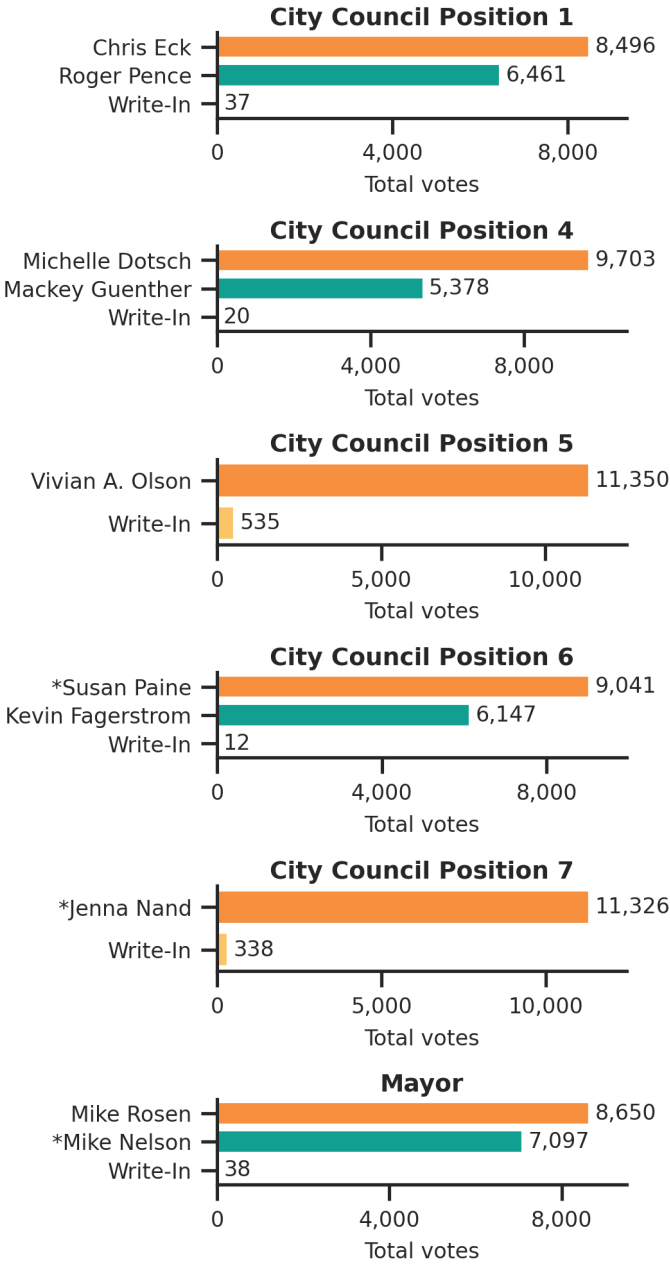 City Council Position 1
Chris Eck 8,496
Roger Pence 6,461
Write-In 37
0 4,000 8,000
Total votes
City Council Position 4
Michelle Dotsch 9,703
Mackey Guenther 5,378
Write-In 20
0 4,000 8,000
Total votes
City Council Position 5
Vivian A. Olson 11,350
Write-In 535
0 5,000 10,000
Total votes
City Council Position 6
*Susan Paine 9,041
Kevin Fagerstrom 6,147
Write-In 12
0 4,000 8,000
Total votes
City Council Position 7
*Jenna Nand 11,326
Write-In 338
0 5,000 10,000
Total votes
Mayor
Mike Rosen 8,650
*Mike Nelson 7,097
Write-In 38
0 4,000 8,000
Total votes